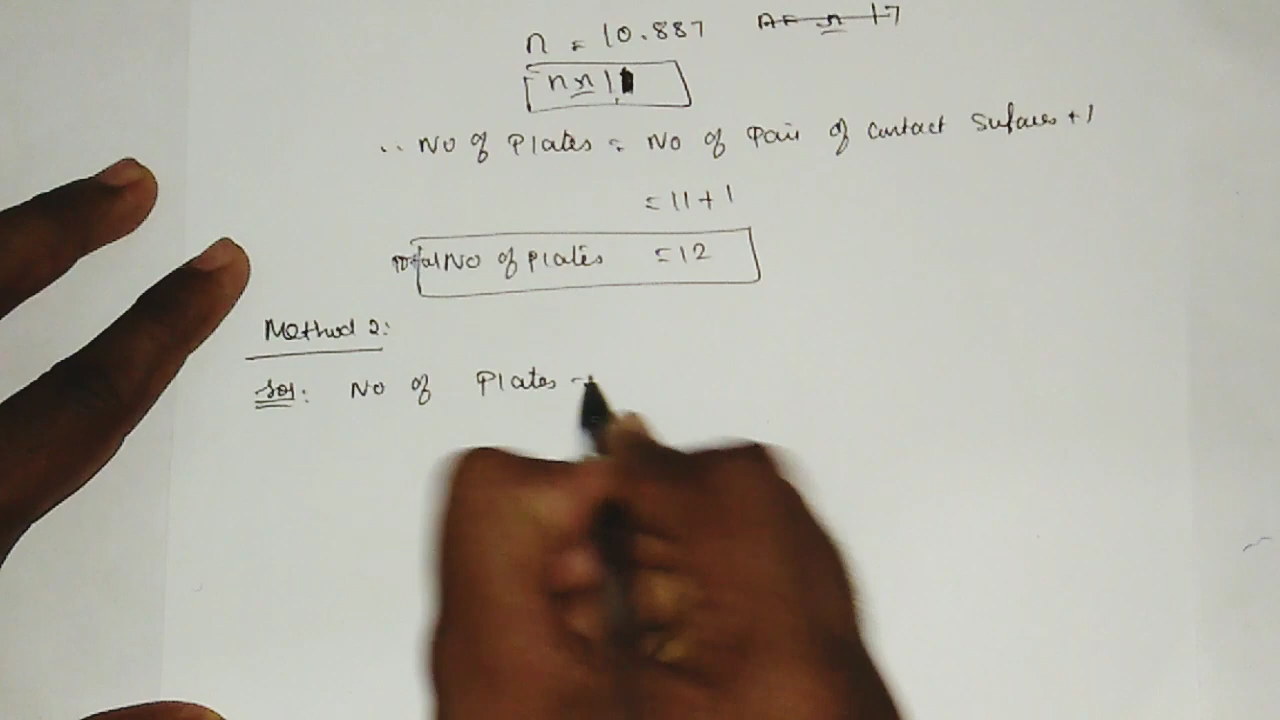 n = 10.887
n ≈ 11
∴ No of Plates = No of Pair of Contact Surfaces + 1
= 11 + 1
Total No of Plates = 12
Method 2:
Sol: No of Plates =